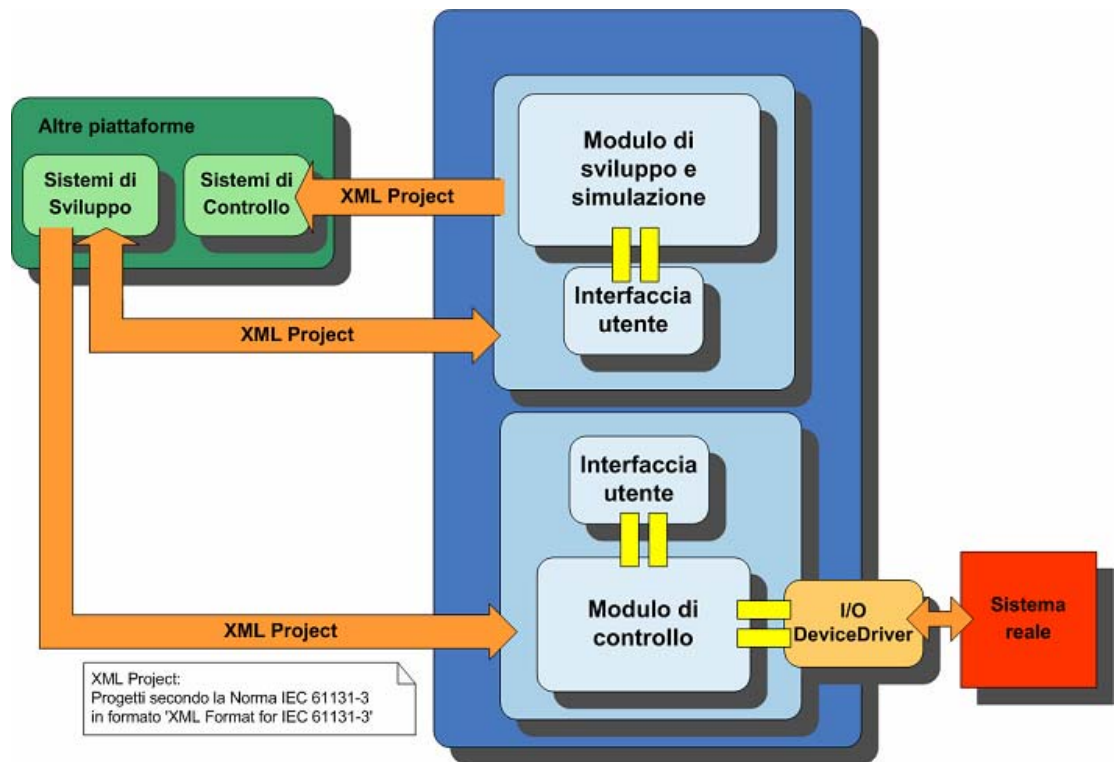 Altre piattaforme
Sistemi di
Sviluppo
Sistemi di
Controllo
XML Project
Modulo di
sviluppo e
simulazione
Interfaccia
utente
XML Project
Interfaccia
utente
XML Project
Modulo di
controllo
I/O
DeviceDriver
Sistema
reale
XML Project:
Progetti secondo la Norma IEC 61131-3
in formato 'XML Format for IEC 61131-3'